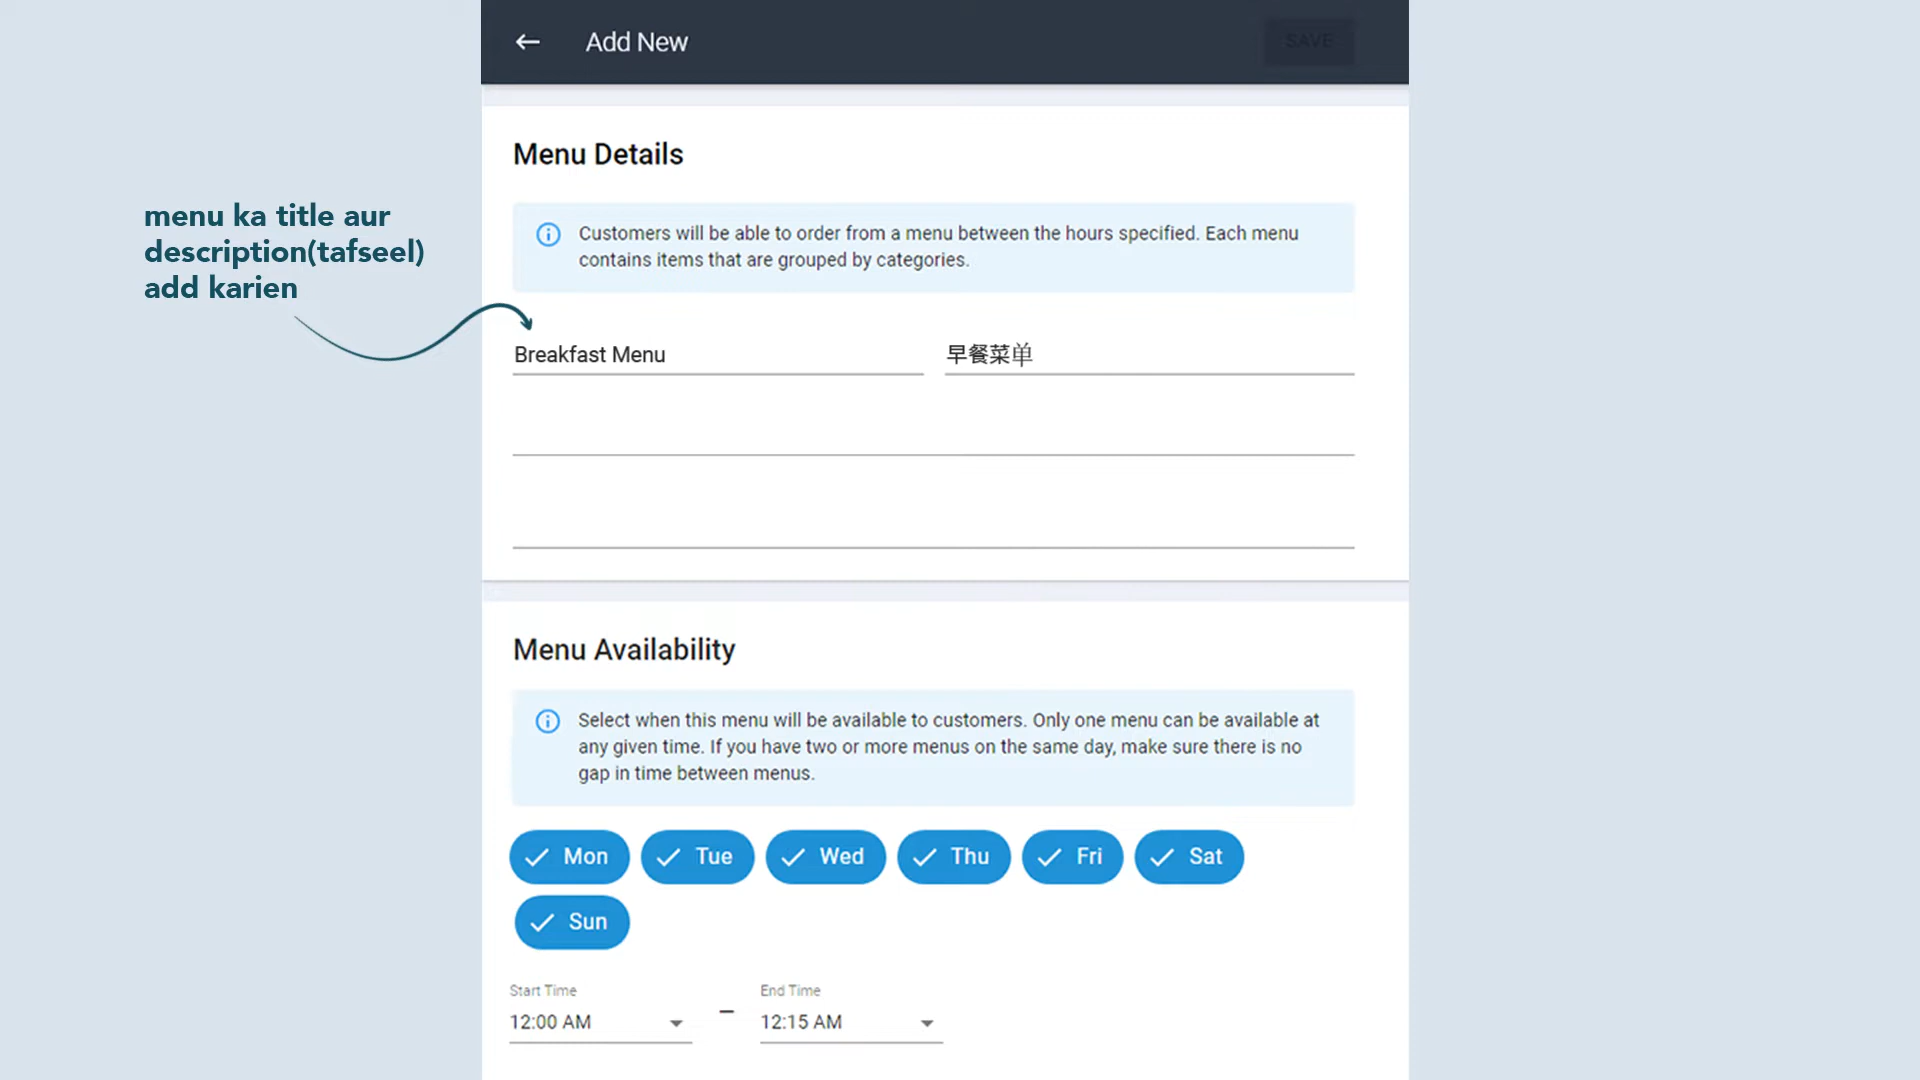 Add New
SAVE
Menu Details
menu ka title aur
description(tafseel)
add karien
Customers will be able to order from a menu between the hours specified. Each menu
contains items that are grouped by categories.
Breakfast Menu
早餐菜单
Menu Availability
Select when this menu will be available to customers. Only one menu can be available at
any given time. If you have two or more menus on the same day, make sure there is no
gap in time between menus.
Mon Tue Wed Thu Fri Sat
Sun
Start Time End Time
12:00 AM – 12:15 AM